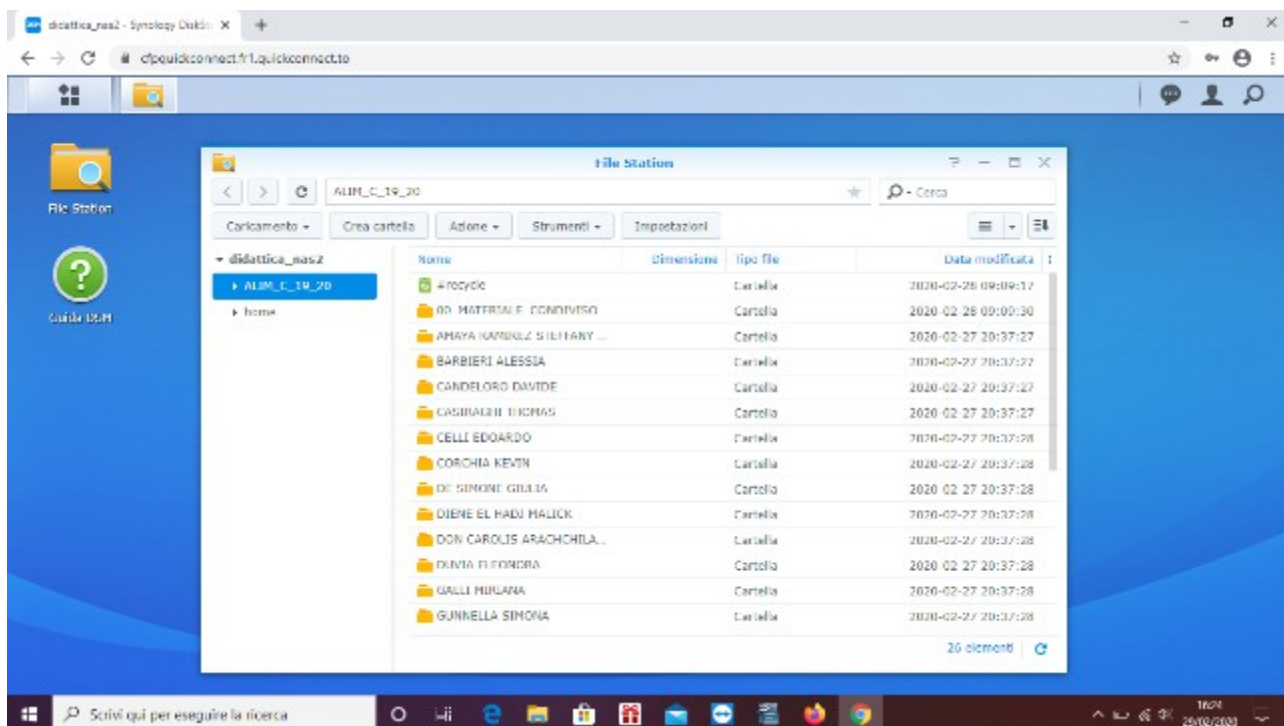 didattica_nas2 - Synology DiskSt
cfpquickconnect.fr1.quickconnect.to
File Station
Guida DSM
File Station
ALIM_C_19_20
Cerca
Caricamento
Crea cartella
Azione
Strumenti
Impostazioni
didattica_nas2
ALIM_C_19_20
home
Nome Dimensione Tipo file Data modificata
#recycle Cartella 2020-02-28 09:09:17
00_MATERIALE_CONDIVISO Cartella 2020-02-28 09:09:30
AMAYA RAMIREZ STEFFANY ... Cartella 2020-02-27 20:37:27
BARBIERI ALESSIA Cartella 2020-02-27 20:37:27
CANDELORO DAVIDE Cartella 2020-02-27 20:37:27
CASIRAGHI THOMAS Cartella 2020-02-27 20:37:27
CELLI EDOARDO Cartella 2020-02-27 20:37:28
CORCHIA KEVIN Cartella 2020-02-27 20:37:28
DE SIMONE GIULIA Cartella 2020-02-27 20:37:28
DIENE EL HADJ MALICK Cartella 2020-02-27 20:37:28
DON CAROLIS ARACHCHILA... Cartella 2020-02-27 20:37:28
ELEONORA Cartella 2020-02-27 20:37:28
GALLI MIRIANA Cartella 2020-02-27 20:37:28
GUNNELLA SIMONA Cartella 2020-02-27 20:37:28
26 elementi
Scrivi qui per eseguire la ricerca
16:24
29/02/2020